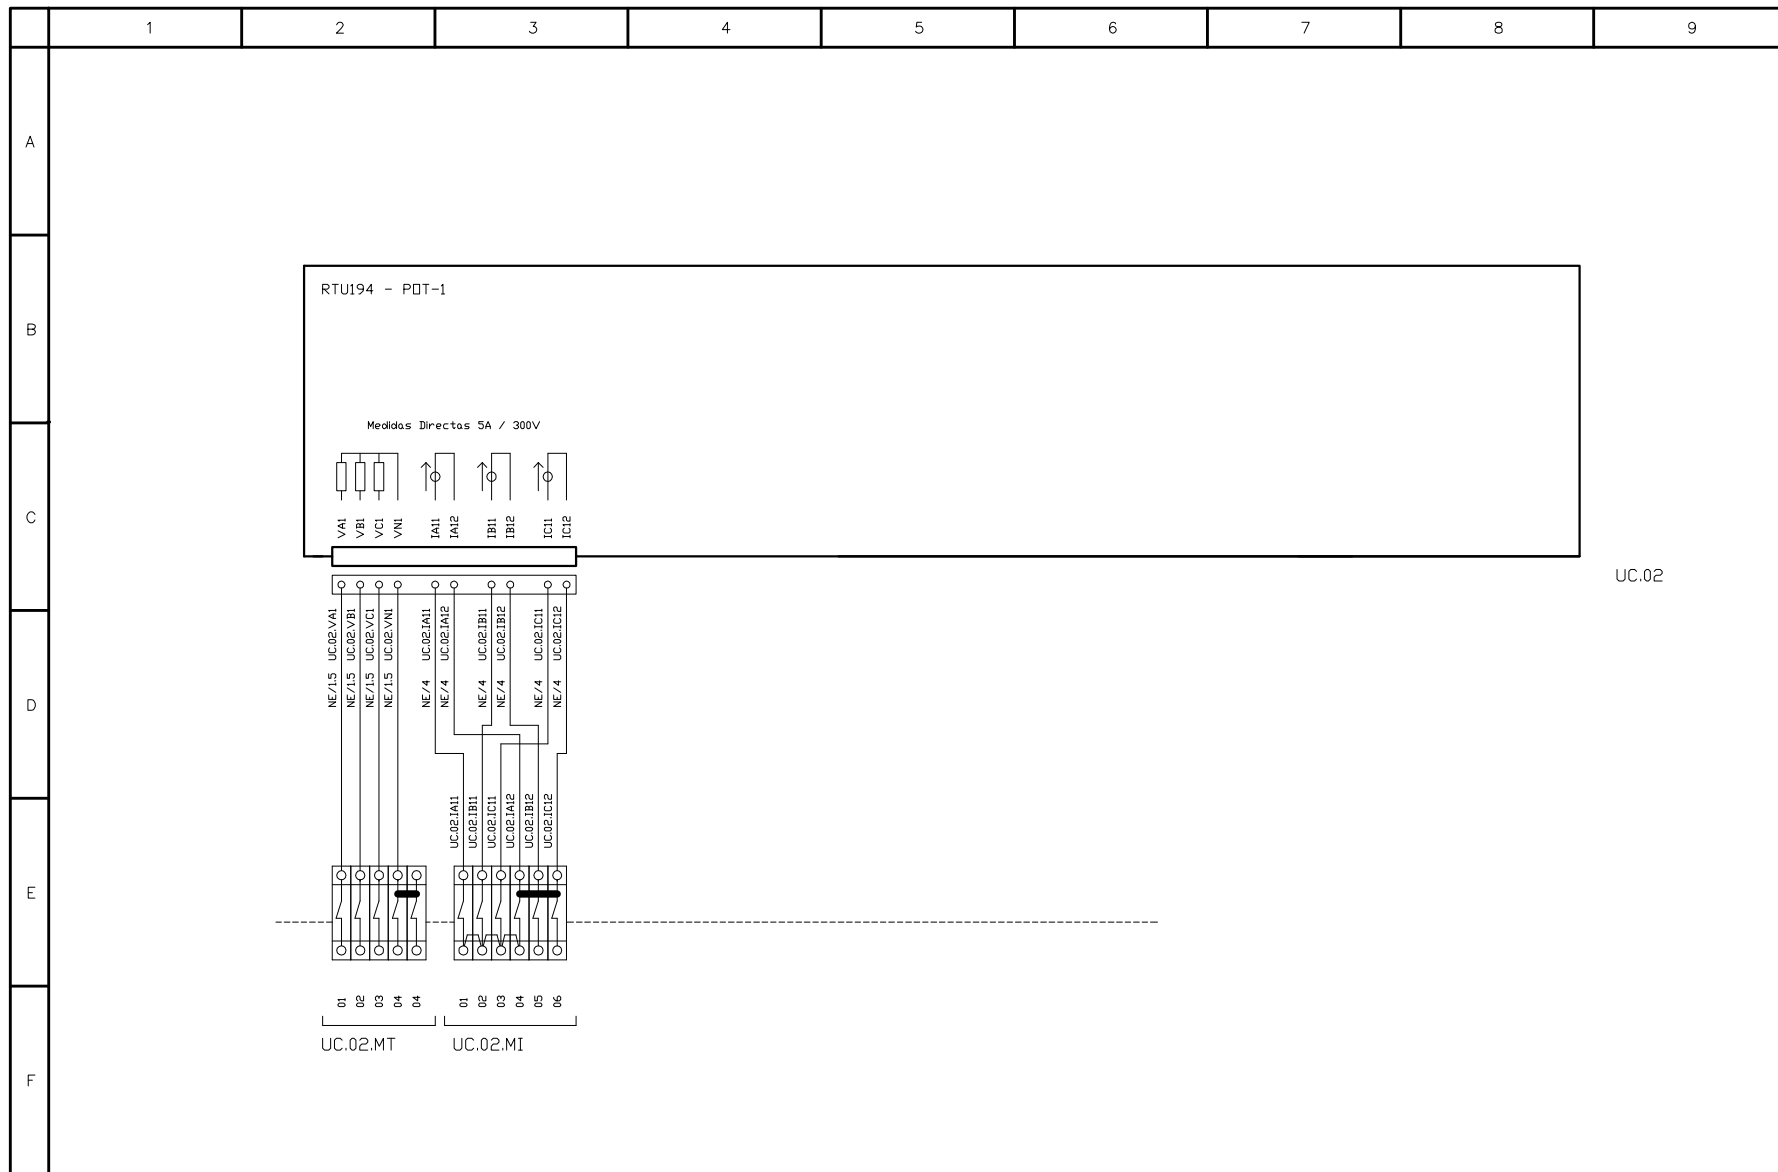 1 2 3 4 5 6 7 8 9
A
B
RTU194 - POT-1
Medidas Directas 5A / 300V
C
VA1 VB1 VC1 VN1 IA11 IA12 IB11 IB12 IC11 IC12
UC.02
NE/1.5 UC.02.VA1
NE/1.5 UC.02.VB1
NE/1.5 UC.02.VC1
NE/1.5 UC.02.VN1
NE/4 UC.02.IA11
NE/4 UC.02.IA12
NE/4 UC.02.IB11
NE/4 UC.02.IB12
NE/4 UC.02.IC11
NE/4 UC.02.IC12
D
UC.02.IA11
UC.02.IB11
UC.02.IC11
UC.02.IA12
UC.02.IB12
UC.02.IC12
E
01 02 03 04 04 01 02 03 04 05 06
UC.02.MT UC.02.MI
F